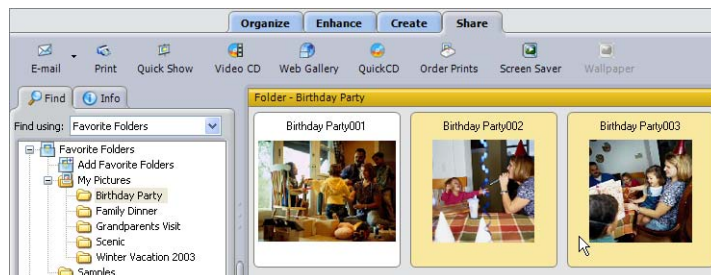 Organize Enhance Create Share
E-mail Print Quick Show Video CD Web Gallery QuickCD Order Prints Screen Saver Wallpaper
Find Info
Folder - Birthday Party
Find using: Favorite Folders
Birthday Party001 Birthday Party002 Birthday Party003
Favorite Folders
Add Favorite Folders
My Pictures
Birthday Party
Family Dinner
Grandparents Visit
Scenic
Winter Vacation 2003
Samples